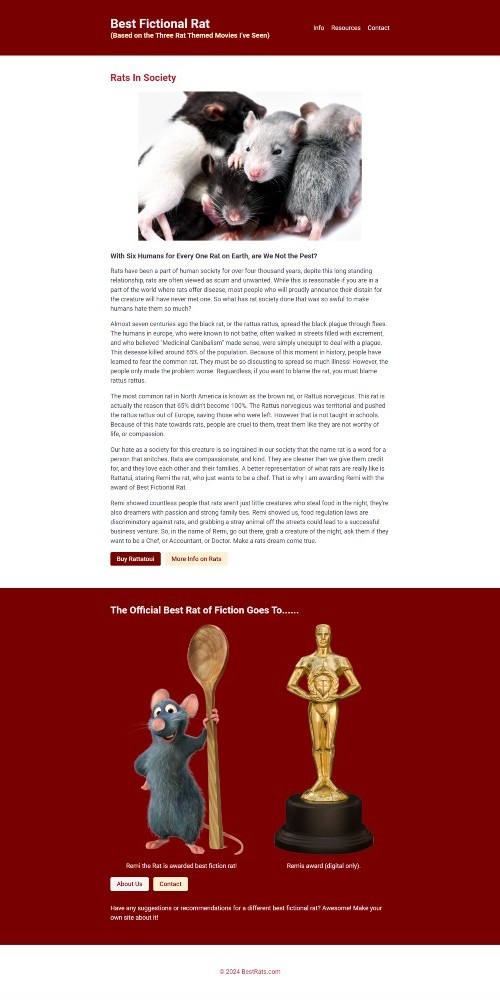 Best Fictional Rat
(Based on the Three Rat Themed Movies I've Seen)
Info Resources Contact
Rats In Society
With Six Humans for Every One Rat on Earth, are We Not the Pest?
Rats have been a part of human society for over four thousand years, depite this long standing
relationship, rats are often viewed as scum and unwanted. While this is reasonable if you are in a
part of the world where rats offer disease, most people who will proudly announce their distain for
the creature will have never met one. So what has rat society done that was so awful to make
humans hate them so much?
Almost seven centuries ago the black rat, or the rattus rattus, spread the black plague through flees.
The humans in europe, who were known to not bathe, often walked in streets filled with excrement,
and who believed "Medicinal Canibalism" made sense, were simply unequipt to deal with a plague.
This desease killed around 65% of the population. Because of this moment in history, people have
learned to fear the common rat. They must be so discusting to spread so much illness! However, the
people only made the problem worse. Reguardless, if you want to blame the rat, you must blame
rattus rattus.
The most common rat in North America is known as the brown rat, or Rattus norvegicus. This rat is
actually the reason that 65% didn't become 100%. The Rattus norvegicus was territorial and pushed
the rattus rattus out of Europe, saving those who were left. However that is not taught in schools.
Because of this hate towards rats, people are cruel to them, treat them like they are not worthy of
life, or compassion.
Our hate as a society for this creature is so ingrained in our society that the name rat is a word for a
person that snitches. Rats are compassionate, and kind. They are cleaner then we give them credit
for, and they love each other and their families. A better representation of what rats are really like is
Rattatui, staring Remi the rat, who just wants to be a chef. That is why I am awarding Remi with the
award of Best Fictional Rat.
Remi showed countless people that rats aren't just little creatures who steal food in the night, they're
also dreamers with passion and strong family ties. Remi showed us, food regulation laws are
discriminatory against rats, and grabbing a stray animal off the streets could lead to a successful
business venture. So, in the name of Remi, go out there, grab a creature of the night, ask them if they
want to be a Chef, or Accountant, or Doctor. Make a rats dream come true.
Buy Rattatoui More Info on Rats
The Official Best Rat of Fiction Goes To......
Remi the Rat is awarded best fiction rat! Remis award (digital only).
About Us Contact
Have any suggestions or recommendations for a different best fictional rat? Awesome! Make your
own site about it!
© 2024 BestRats.com